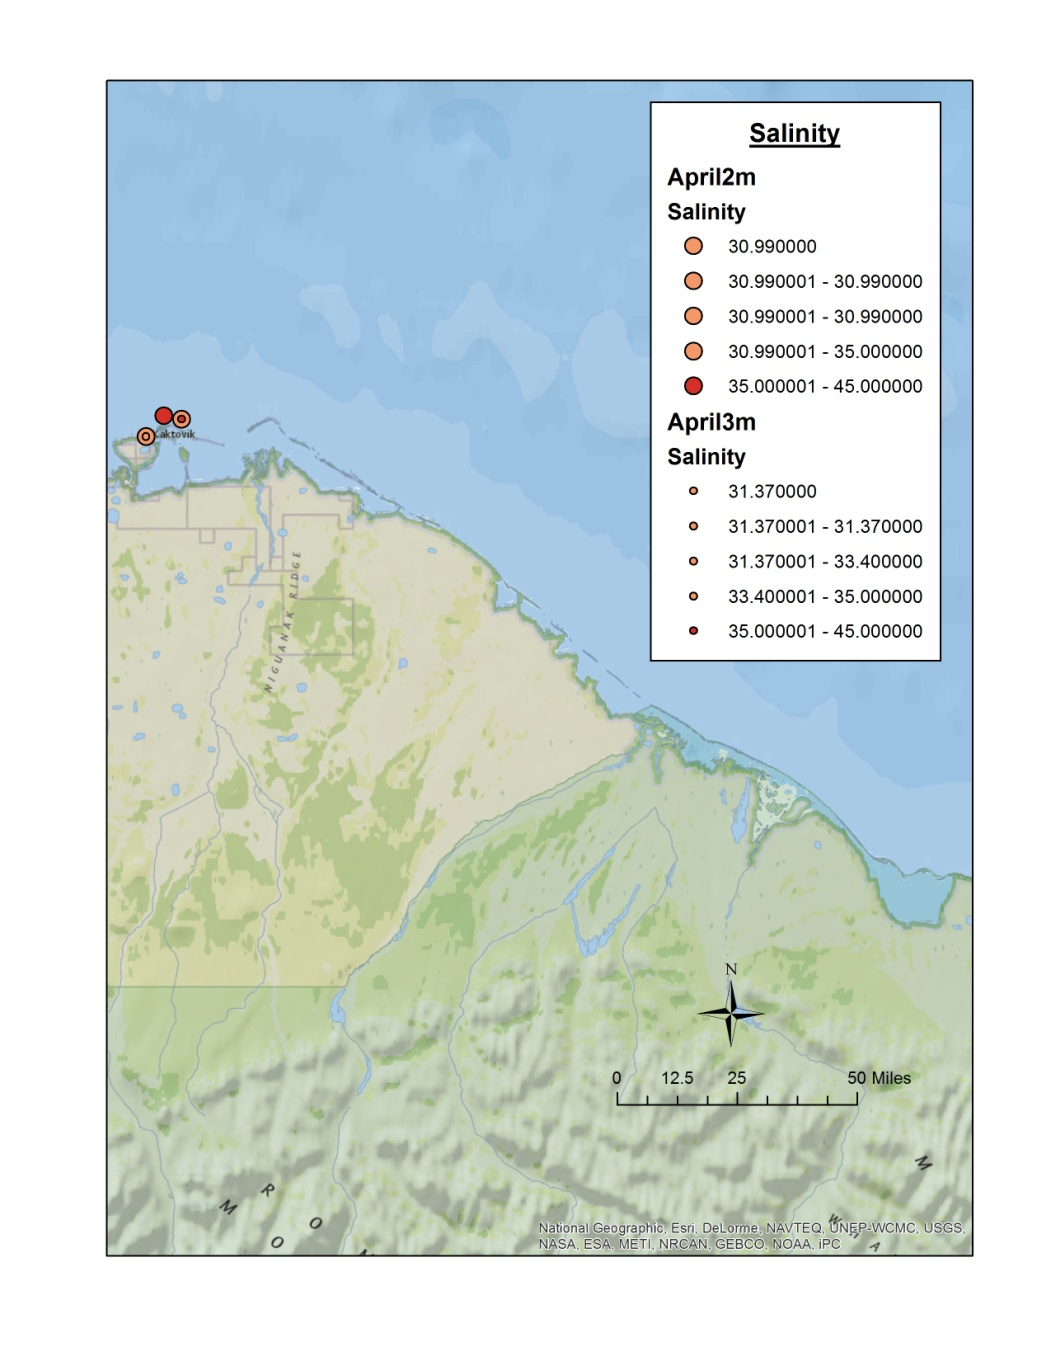 Salinity
April2m
Salinity
30.990000
30.990001 - 30.990000
30.990001 - 30.990000
30.990001 - 35.000000
35.000001 - 45.000000
April3m
Salinity
31.370000
31.370001 - 31.370000
31.370001 - 33.400000
33.400001 - 35.000000
35.000001 - 45.000000
aktovik
NIGUANAK RIDGE
N
0 12.5 25 50 Miles
M
R
M O
O
W
A
National Geographic, Esri, DeLorme, NAVTEQ, UNEP-WCMC, USGS,
NASA, ESA, METI, NRCAN, GEBCO, NOAA, iPC